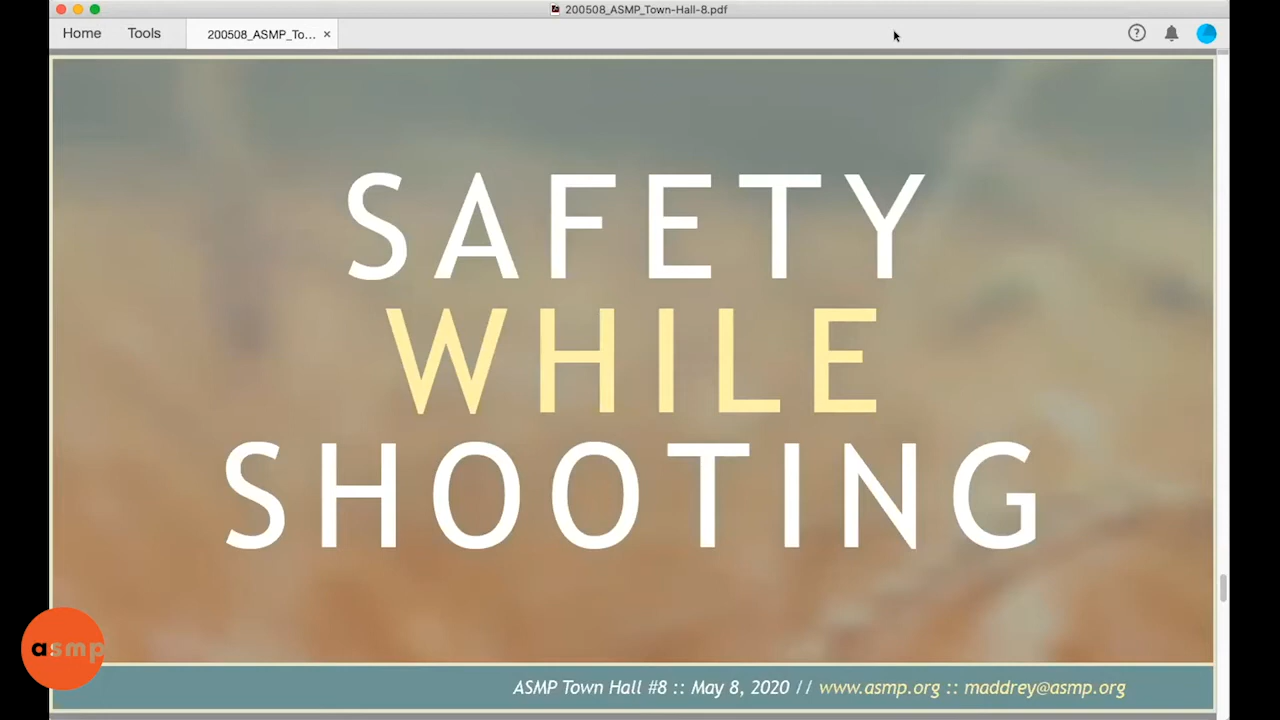 200508_ASMP_Town-Hall-8.pdf
Home Tools 200508_ASMP_To... ×
SAFETY
WHILE
SHOOTING
asmp
ASMP Town Hall #8 :: May 8, 2020 // www.asmp.org :: maddrey@asmp.org